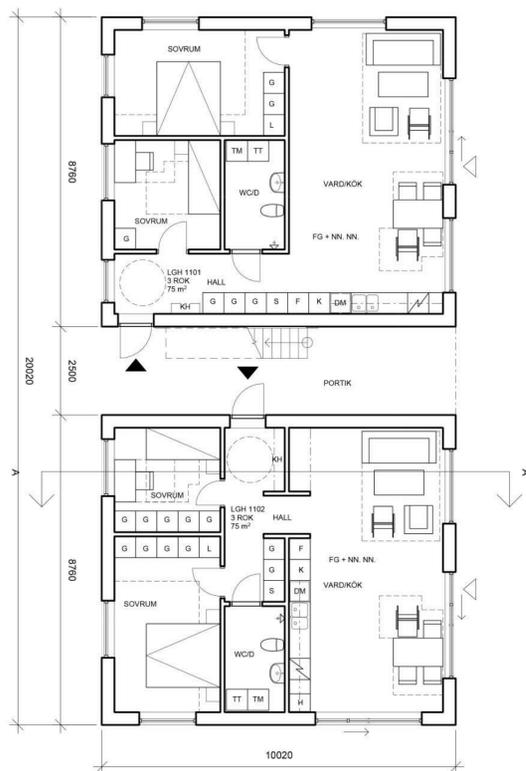 SOVRUM
G
G
L
TM TT
WC/D
SOVRUM
G
VARD/KÖK
FG + NN. NN.
LGH 1101
3 ROK
75 m²
HALL
KH
G G G S F K DM
8760
2500
20020
PORTIK
A
A
KH
SOVRUM
LGH 1102
3 ROK
75 m²
HALL
G G G G G
G G G G L
G
G
S
F
K
DM
FG + NN. NN.
VARD/KÖK
SOVRUM
WC/D
TT TM
H
8760
10020